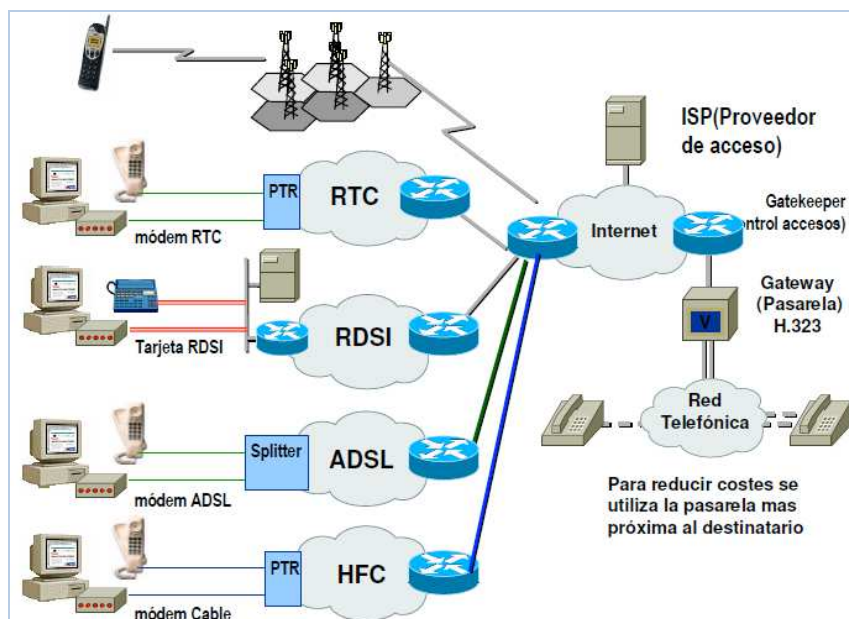 ISP(Proveedor
de acceso)
PTR
RTC
módem RTC
Internet
Gatekeeper
ontrol accesos)
Gateway
(Pasarela)
H.323
V
Tarjeta RDSI
RDSI
Red
Telefónica
Splitter
ADSL
módem ADSL
Para reducir costes se
utiliza la pasarela mas
próxima al destinatario
PTR
HFC
módem Cable